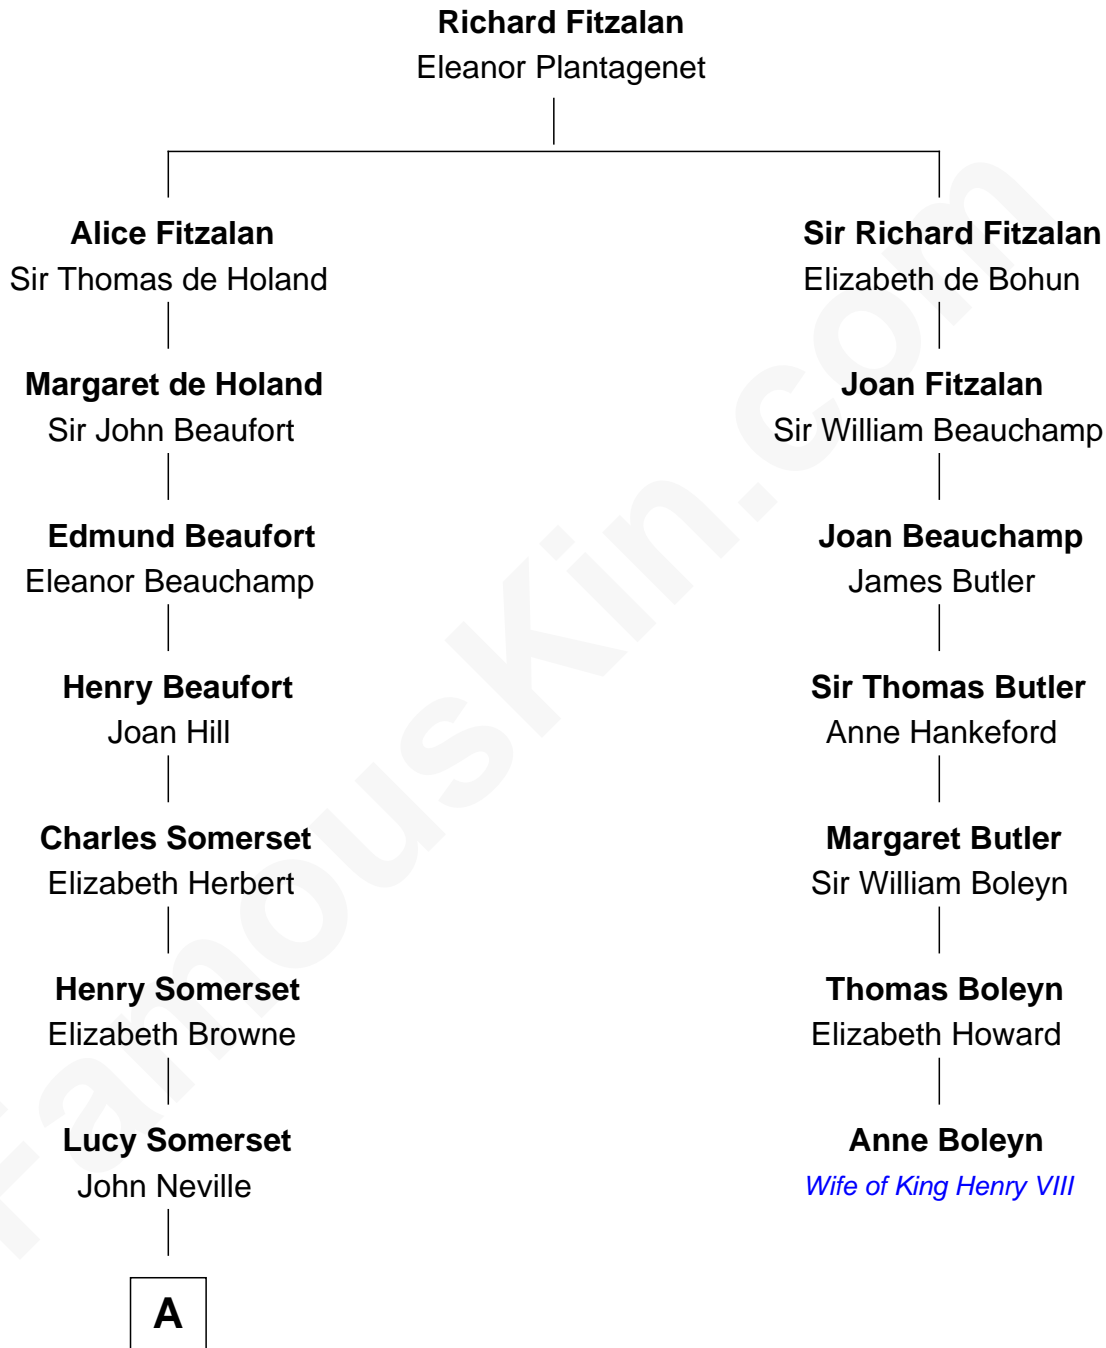 Richard Fitzalan
Eleanor Plantagenet
Alice Fitzalan
Sir Thomas de Holand
Sir Richard Fitzalan
Elizabeth de Bohun
Margaret de Holand
Sir John Beaufort
Joan Fitzalan
Sir William Beauchamp
Edmund Beaufort
Eleanor Beauchamp
Joan Beauchamp
James Butler
Henry Beaufort
Joan Hill
Sir Thomas Butler
Anne Hankeford
Charles Somerset
Elizabeth Herbert
Margaret Butler
Sir William Boleyn
Henry Somerset
Elizabeth Browne
Thomas Boleyn
Elizabeth Howard
Lucy Somerset
John Neville
Anne Boleyn
Wife of King Henry VIII
A
FamousKin.com